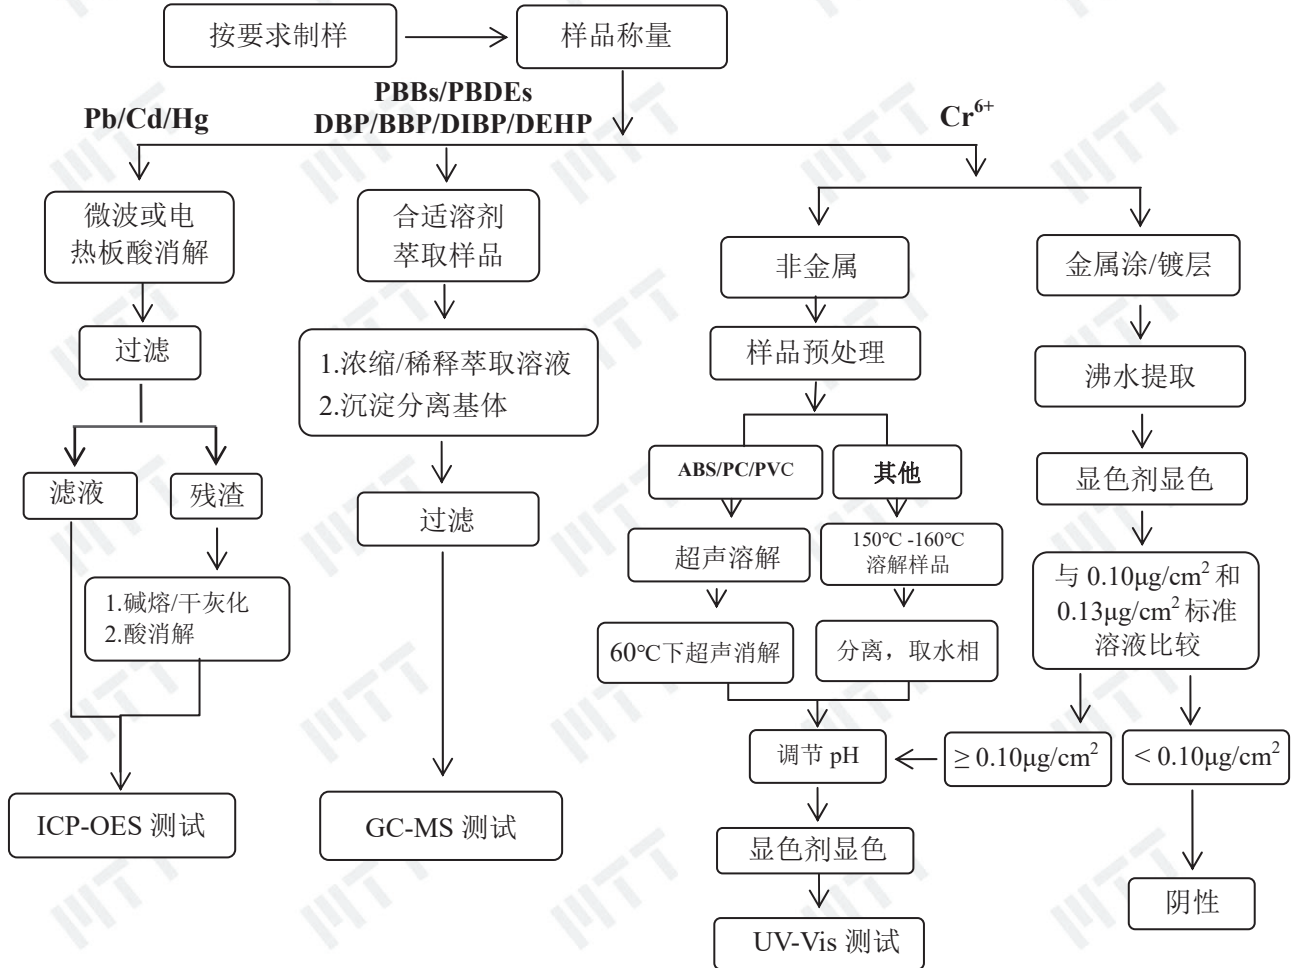 按要求制样
样品称量
Pb/Cd/Hg
PBBs/PBDEs
DBP/BBP/DIBP/DEHP
Cr⁶⁺
微波或电
热板酸消解
过滤
滤液
残渣
1.碱熔/干灰化
2.酸消解
ICP-OES 测试
合适溶剂
萃取样品
1.浓缩/稀释萃取溶液
2.沉淀分离基体
过滤
GC-MS 测试
非金属
样品预处理
ABS/PC/PVC
超声溶解
60℃下超声消解
其他
150℃ -160℃
溶解样品
分离，取水相
调节 pH
显色剂显色
UV-Vis 测试
金属涂/镀层
沸水提取
显色剂显色
与 0.10μg/cm² 和
0.13μg/cm² 标准
溶液比较
≥ 0.10μg/cm²
< 0.10μg/cm²
阴性
MTT